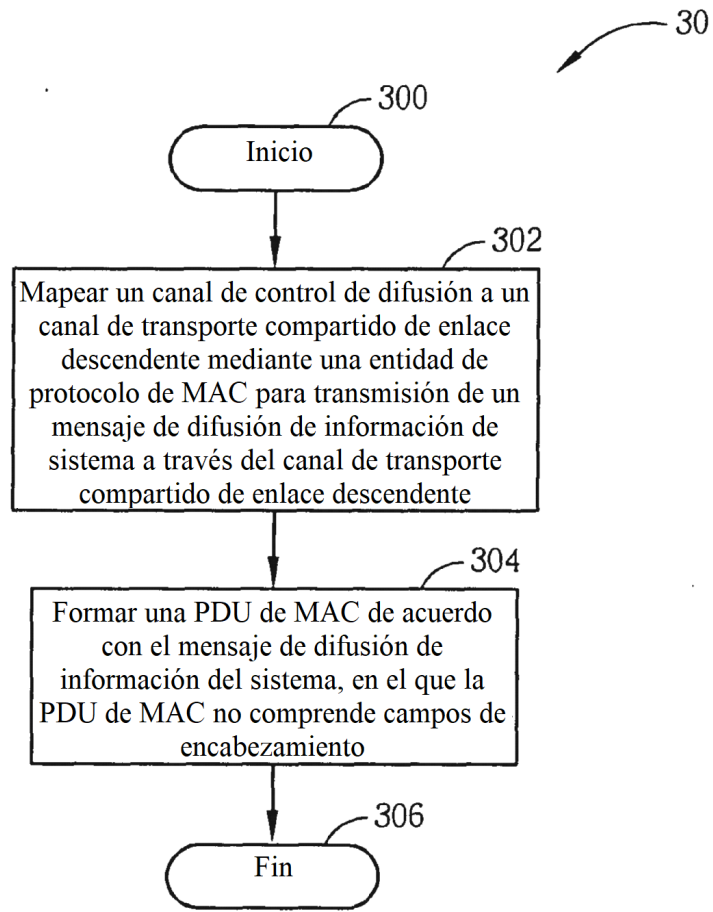 30
300
Inicio
302
Mapear un canal de control de difusión a un
canal de transporte compartido de enlace
descendente mediante una entidad de
protocolo de MAC para transmisión de un
mensaje de difusión de información de
sistema a través del canal de transporte
compartido de enlace descendente
304
Formar una PDU de MAC de acuerdo
con el mensaje de difusión de
información del sistema, en el que la
PDU de MAC no comprende campos de
encabezamiento
306
Fin